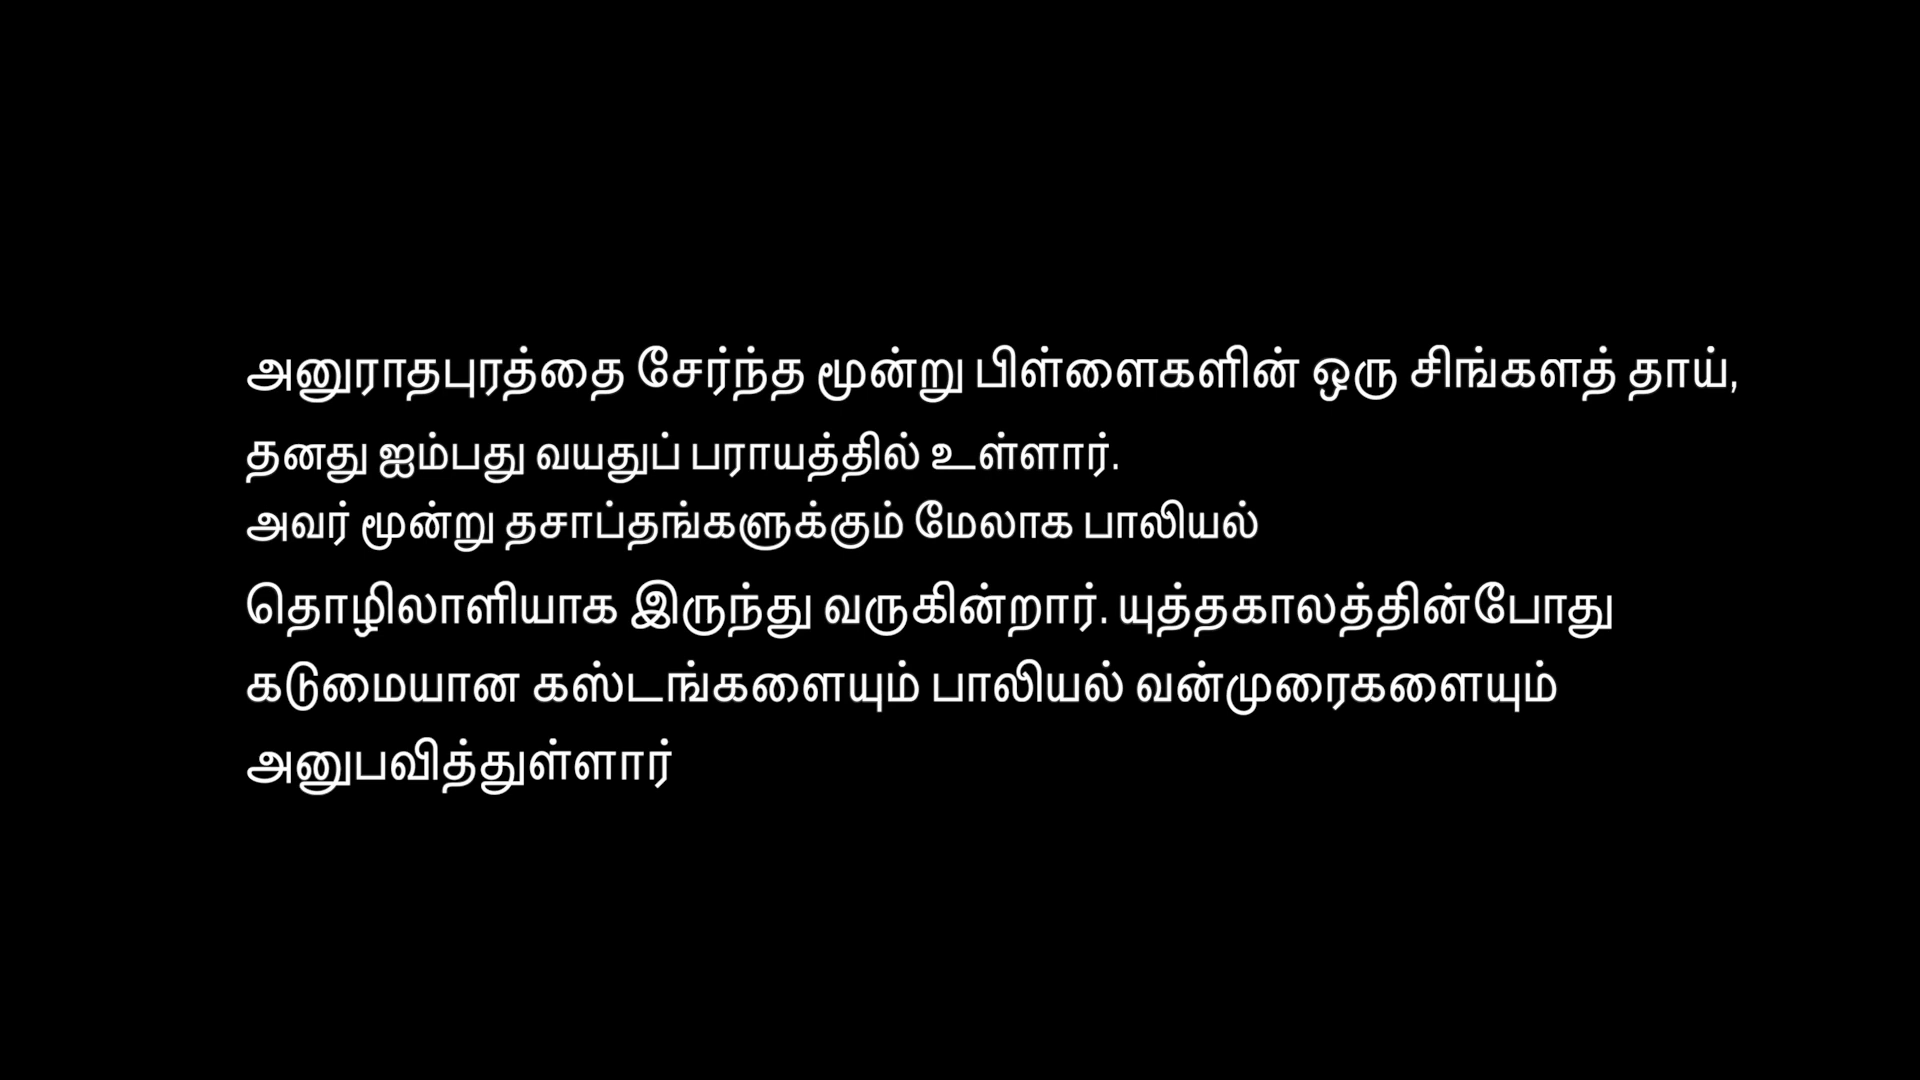 அனுராதபுரத்தை சேர்ந்த மூன்று பிள்ளைகளின் ஒரு சிங்களத் தாய்,
தனது ஐம்பது வயதுப் பராயத்தில் உள்ளார்.
அவர் மூன்று தசாப்தங்களுக்கும் மேலாக பாலியல்
தொழிலாளியாக இருந்து வருகின்றார். யுத்தகாலத்தின்போது
கடுமையான கஸ்டங்களையும் பாலியல் வன்முரைகளையும்
அனுபவித்துள்ளார்